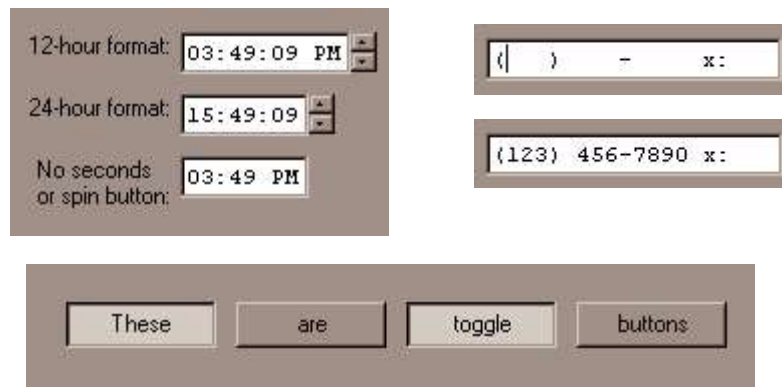 12-hour format: 03:49:09 PM
24-hour format: 15:49:09
No seconds
or spin button: 03:49 PM
( ) - x:
(123) 456-7890 x:
These are toggle buttons